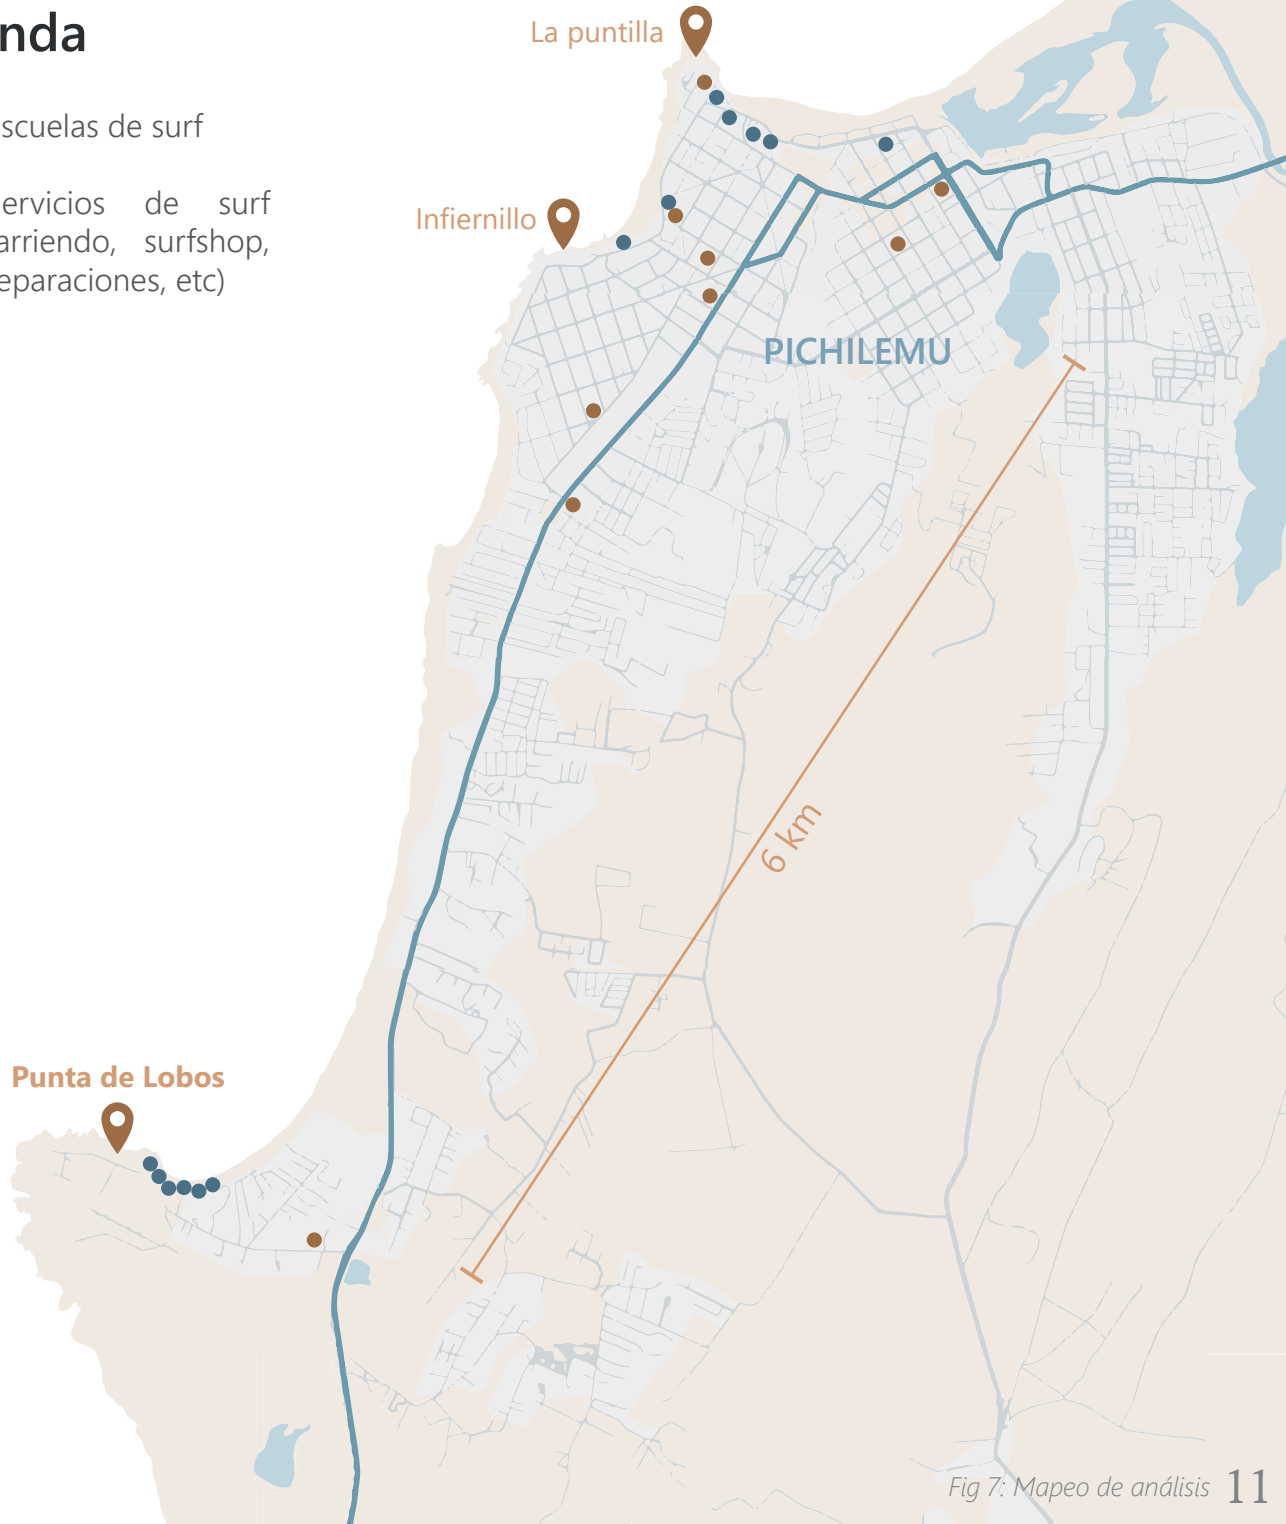 nda
scuelas de surf
ervicios de surf
arriendo, surfshop,
eparaciones, etc)
La puntilla
Infiernillo
PICHILEMU
6 km
Punta de Lobos
Fig 7: Mapeo de análisis 11